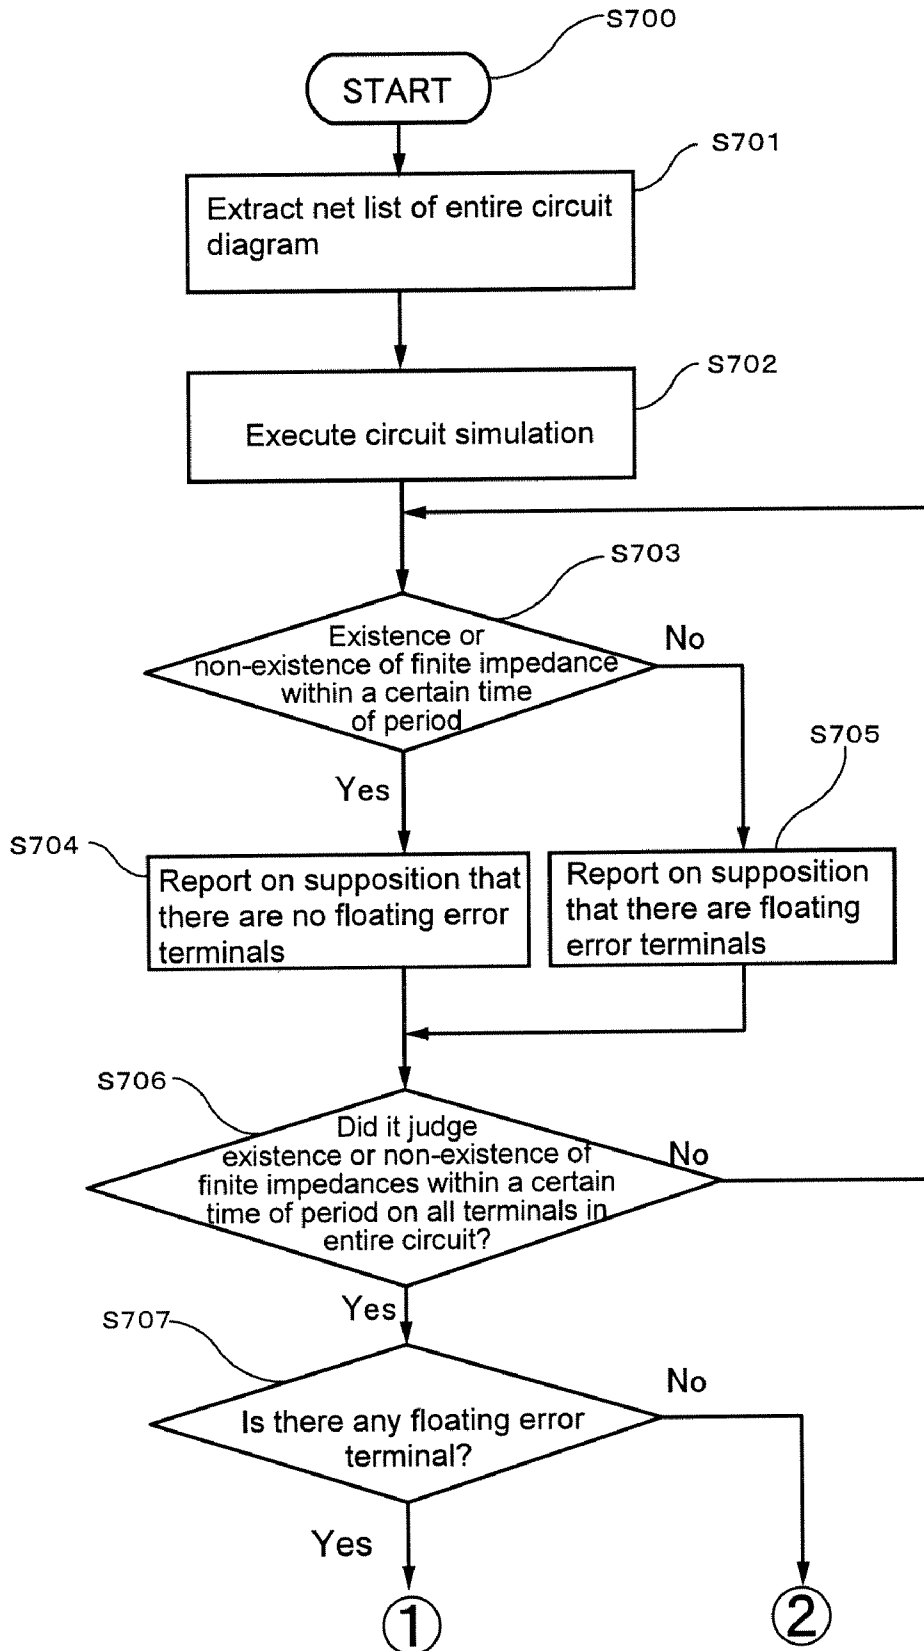 S700
START
S701
Extract net list of entire circuit
diagram
S702
Execute circuit simulation
S703
Existence or
non-existence of finite impedance
within a certain time
of period
No
Yes
S705
S704
Report on supposition that
there are no floating error
terminals
Report on supposition
that there are floating
error terminals
S706
Did it judge
existence or non-existence of
finite impedances within a certain
time of period on all terminals in
entire circuit?
No
Yes
S707
Is there any floating error
terminal?
No
Yes
1
2